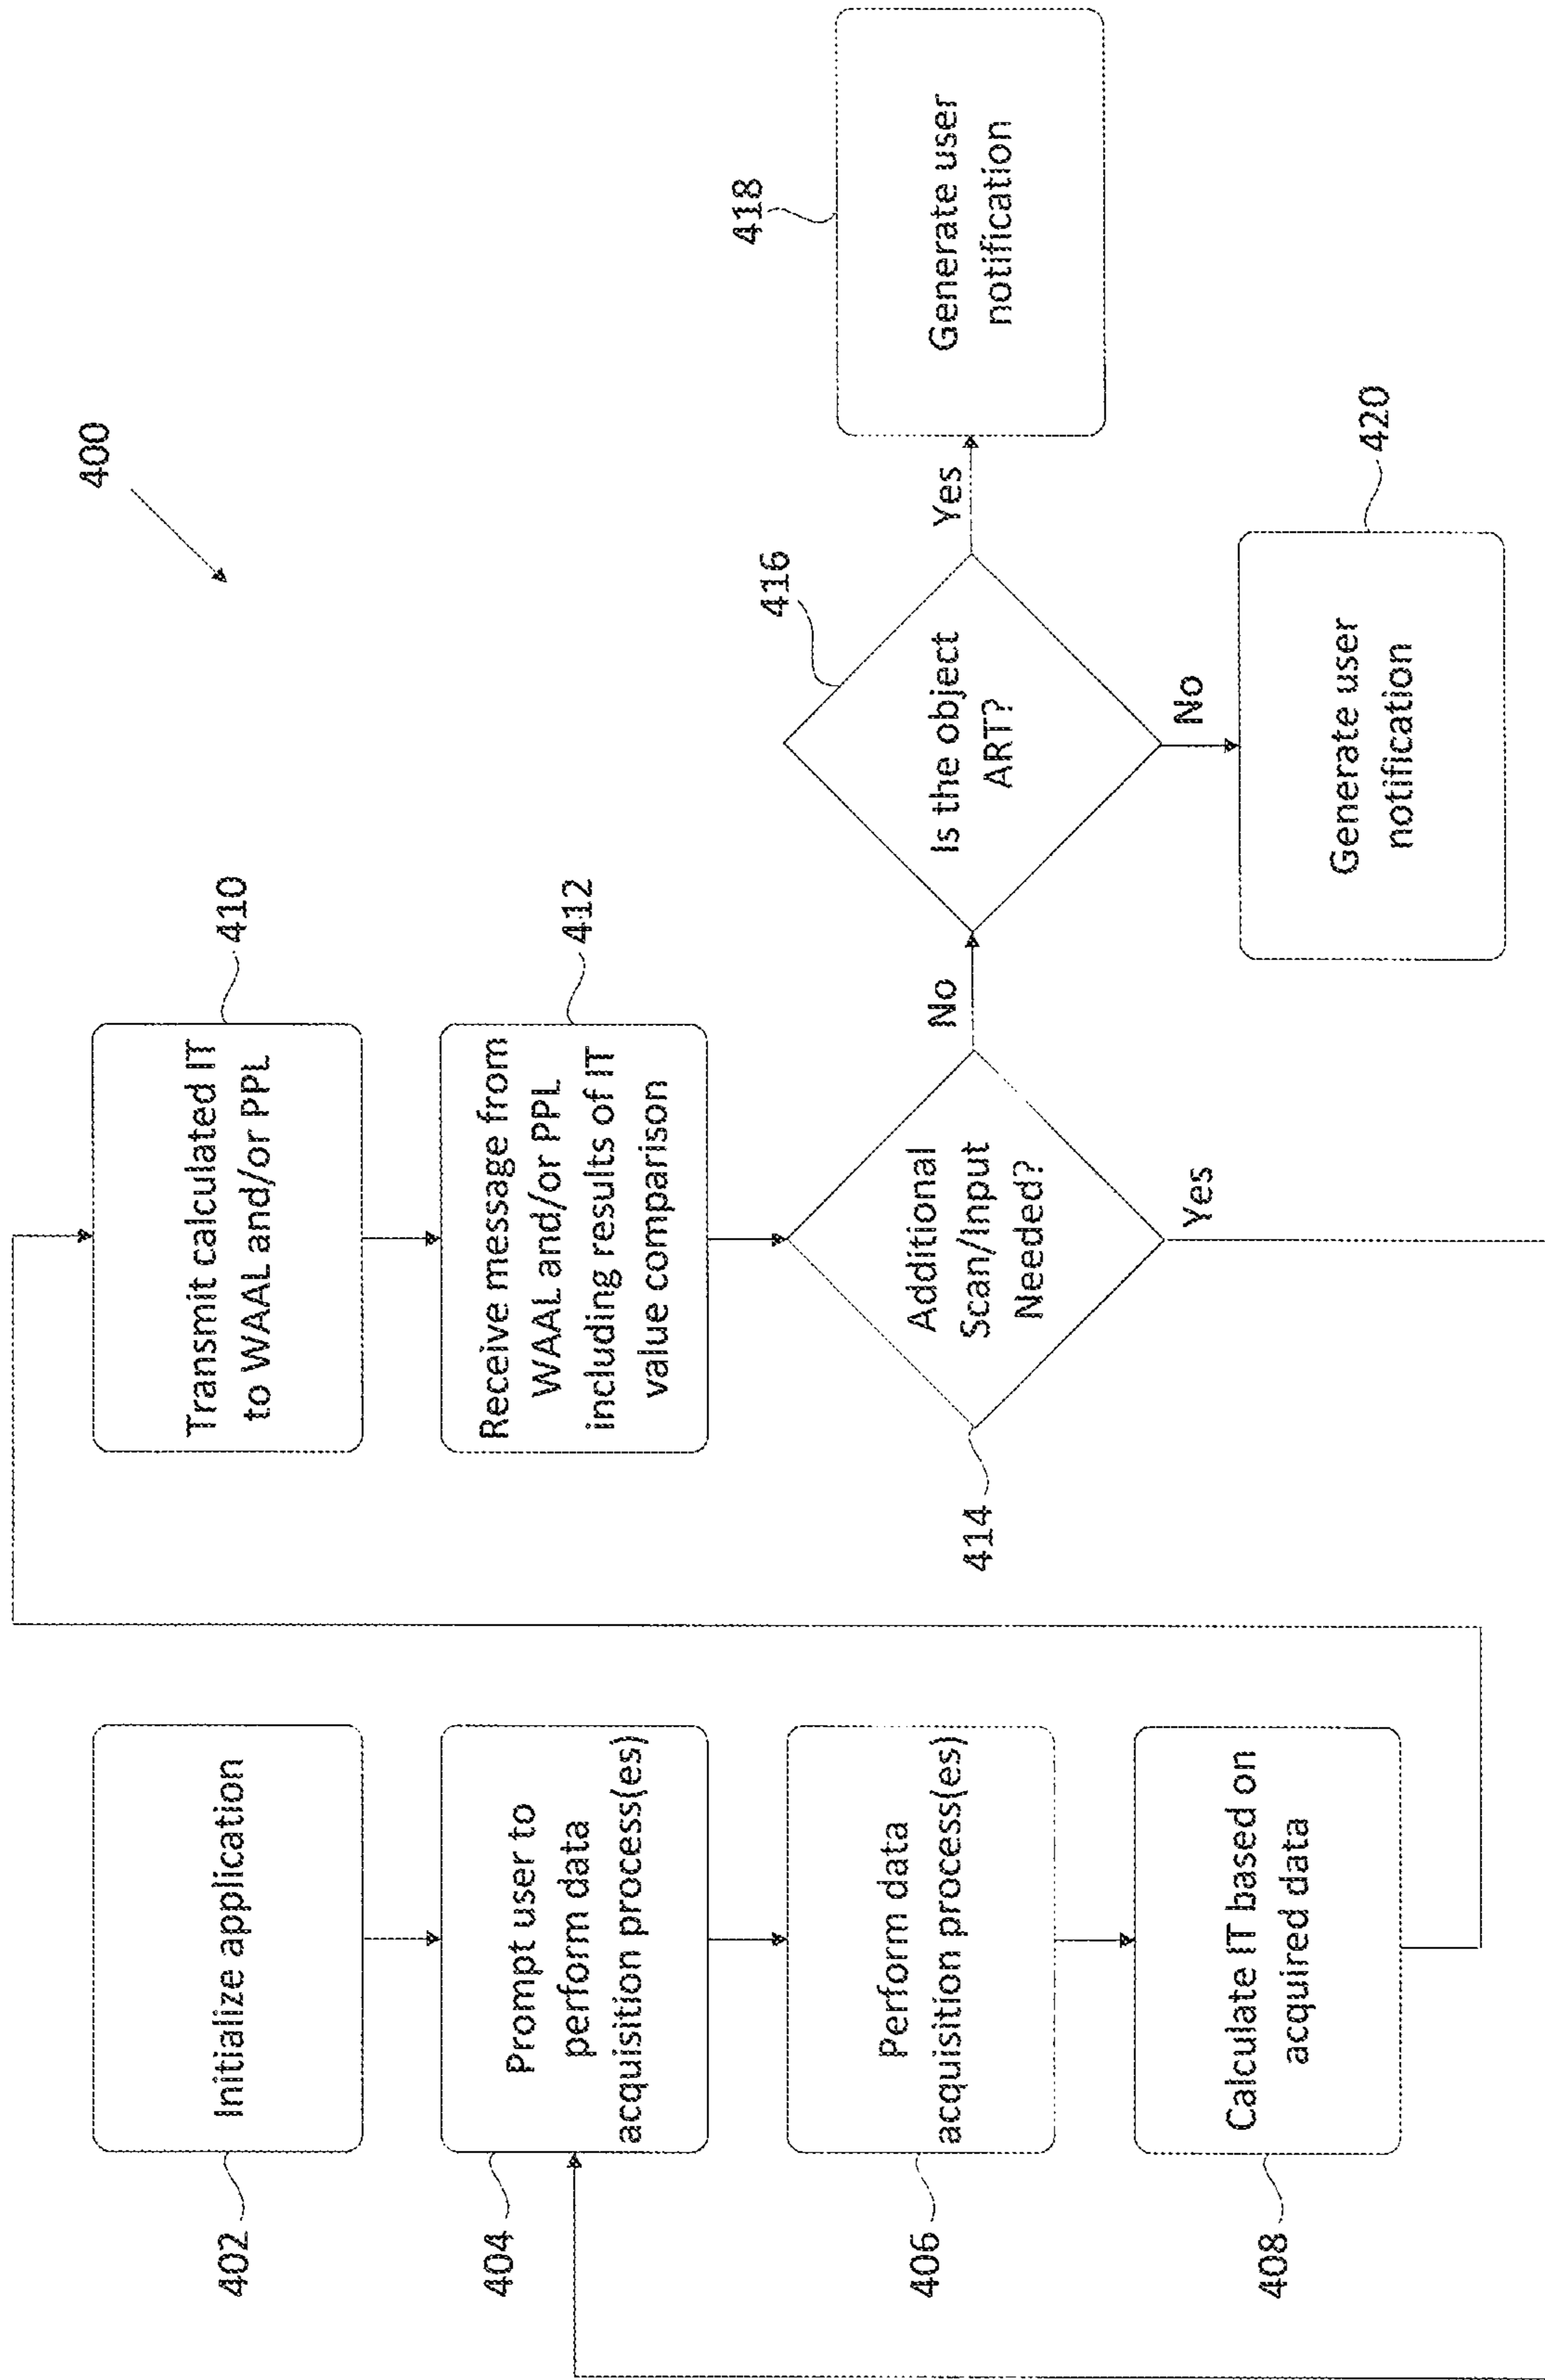 400
402
Initialize application
404
Prompt user to
perform data
acquisition process(es)
406
Perform data
acquisition process(es)
408
Calculate IT based on
acquired data
410
Transmit calculated IT
to WAAL and/or PPL
412
Receive message from
WAAL and/or PPL
including results of IT
value comparison
414
Additional
Scan/Input
Needed?
No
Yes
416
Is the object
ART?
Yes
No
418
Generate user
notification
420
Generate user
notification